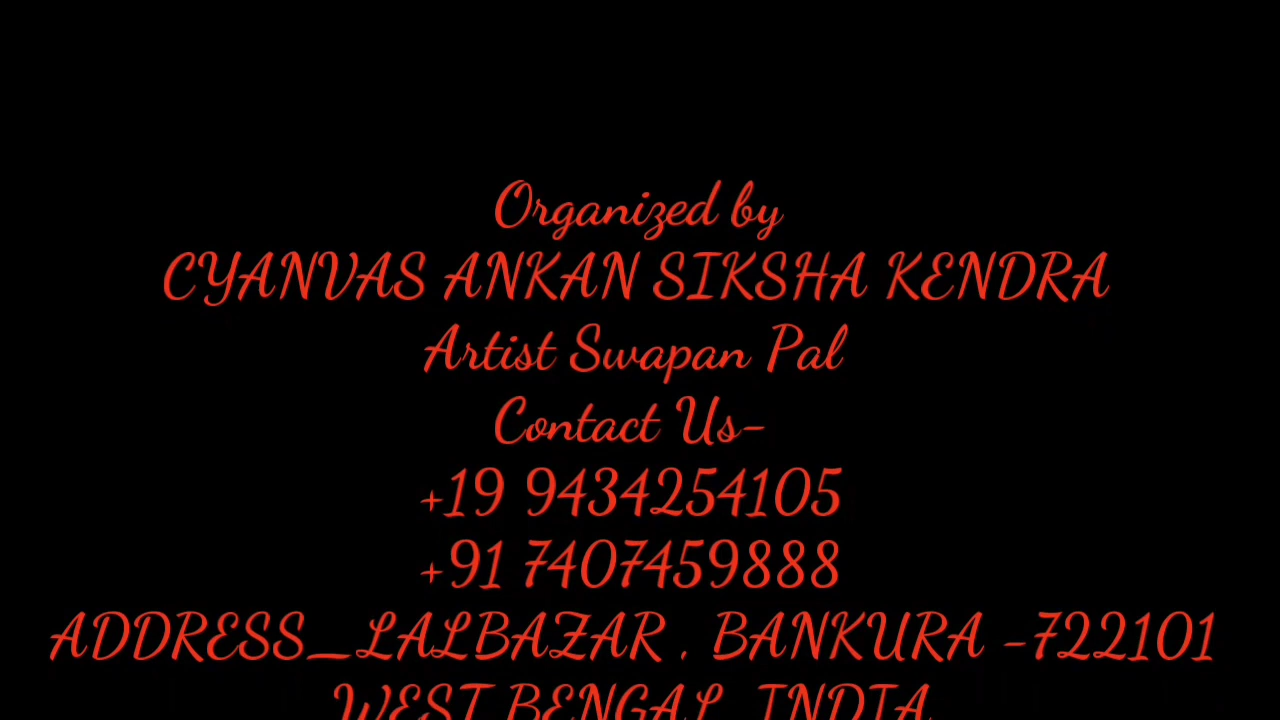 Organized by
CYANVAS ANKAN SIKSHA KENDRA
Artist Swapan Pal
Contact Us-
+19 9434254105
+91 7407459888
ADDRESS_LALBAZAR , BANKURA -722101
WEST BENGAL, INDIA